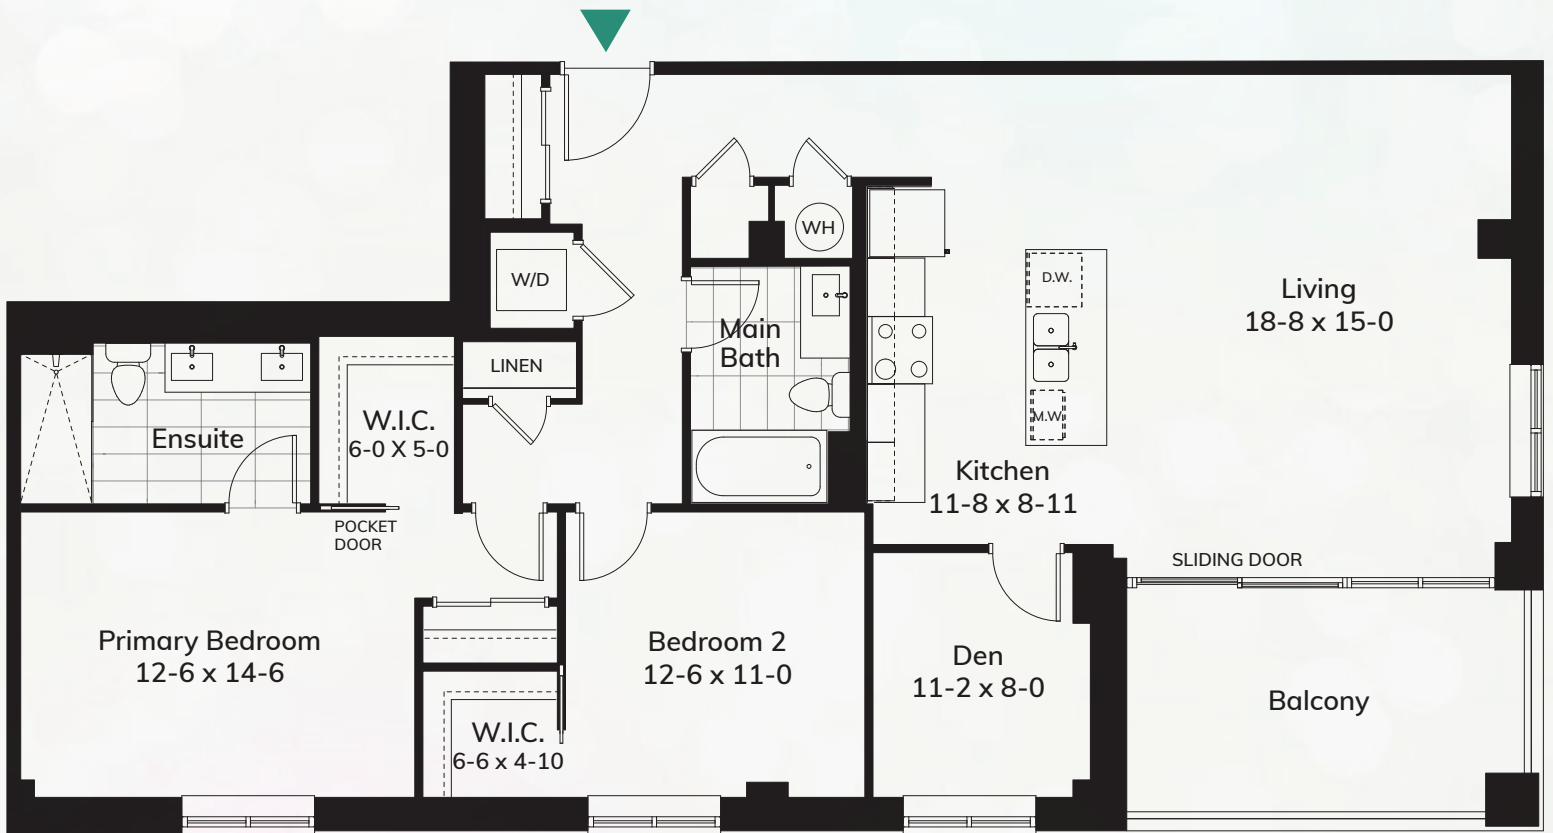 W/D
WH
D.W.
Living
18-8 x 15-0
Main
Bath
LINEN
W.I.C.
6-0 X 5-0
Ensuite
M.W.
Kitchen
11-8 x 8-11
POCKET
DOOR
SLIDING DOOR
Primary Bedroom
12-6 x 14-6
Bedroom 2
12-6 x 11-0
Den
11-2 x 8-0
Balcony
W.I.C.
6-6 x 4-10